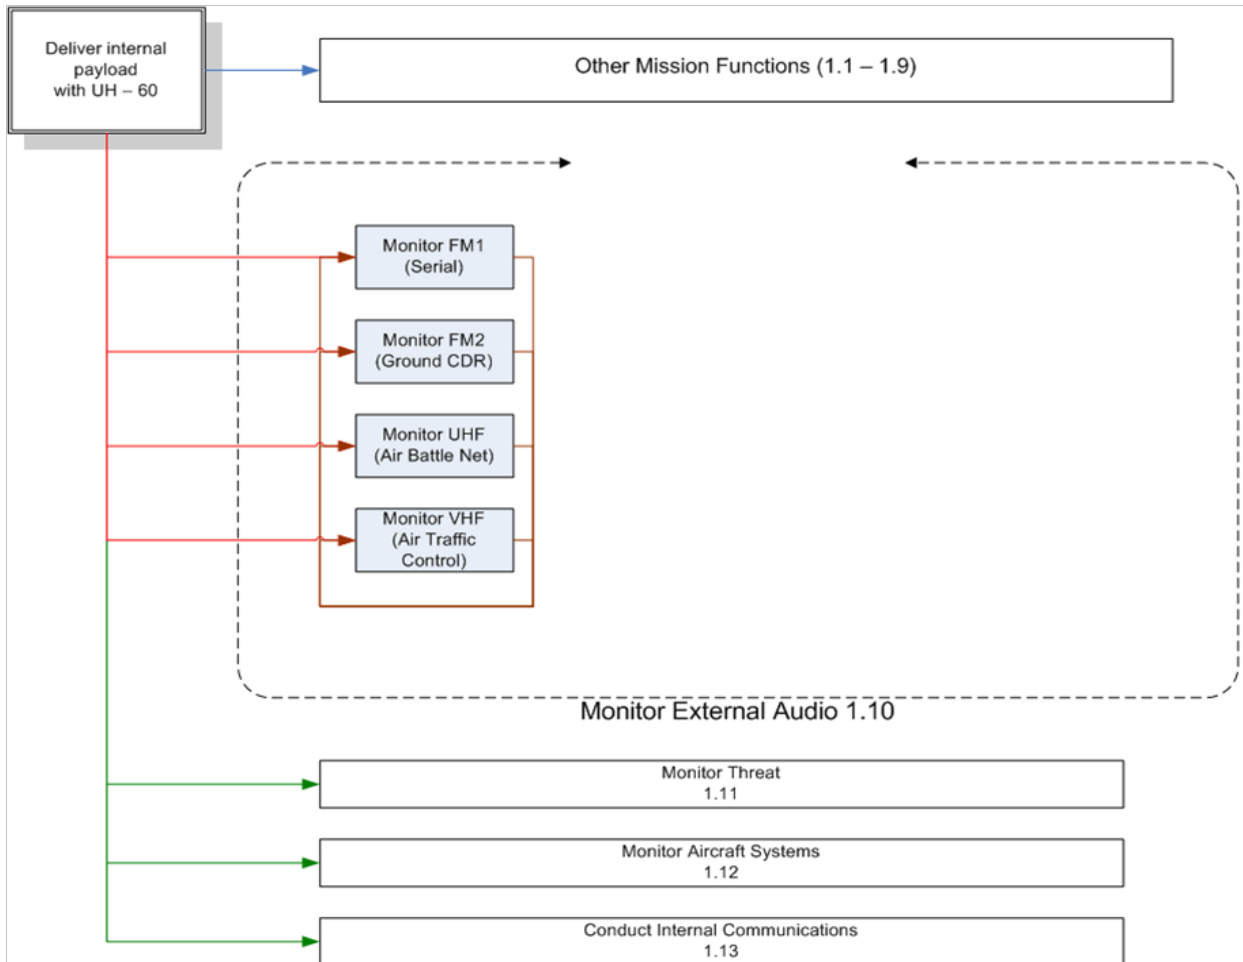 Deliver internal
payload
with UH – 60
Other Mission Functions (1.1 – 1.9)
Monitor FM1
(Serial)
Monitor FM2
(Ground CDR)
Monitor UHF
(Air Battle Net)
Monitor VHF
(Air Traffic
Control)
Monitor External Audio 1.10
Monitor Threat
1.11
Monitor Aircraft Systems
1.12
Conduct Internal Communications
1.13